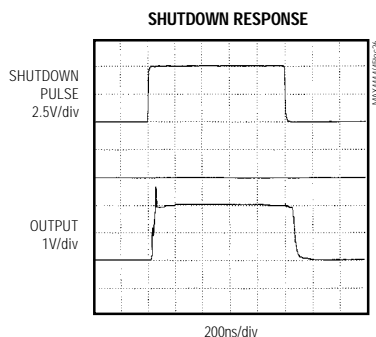 SHUTDOWN RESPONSE
SHUTDOWN
PULSE
2.5V/div
OUTPUT
1V/div
200ns/div